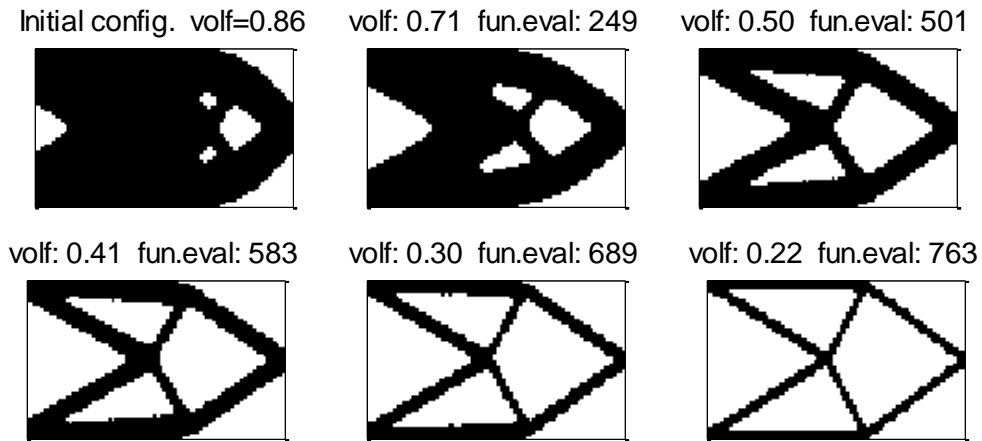 Initial config. volf=0.86
volf: 0.71 fun.eval: 249
volf: 0.50 fun.eval: 501
volf: 0.41 fun.eval: 583
volf: 0.30 fun.eval: 689
volf: 0.22 fun.eval: 763